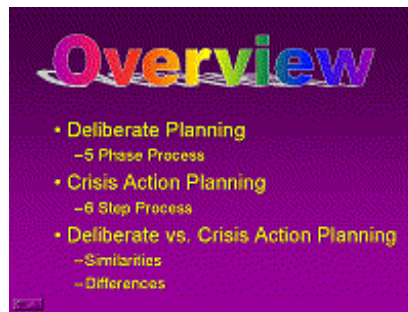 Overview
• Deliberate Planning
–5 Phase Process
• Crisis Action Planning
–6 Step Process
• Deliberate vs. Crisis Action Planning
–Similarities
–Differences